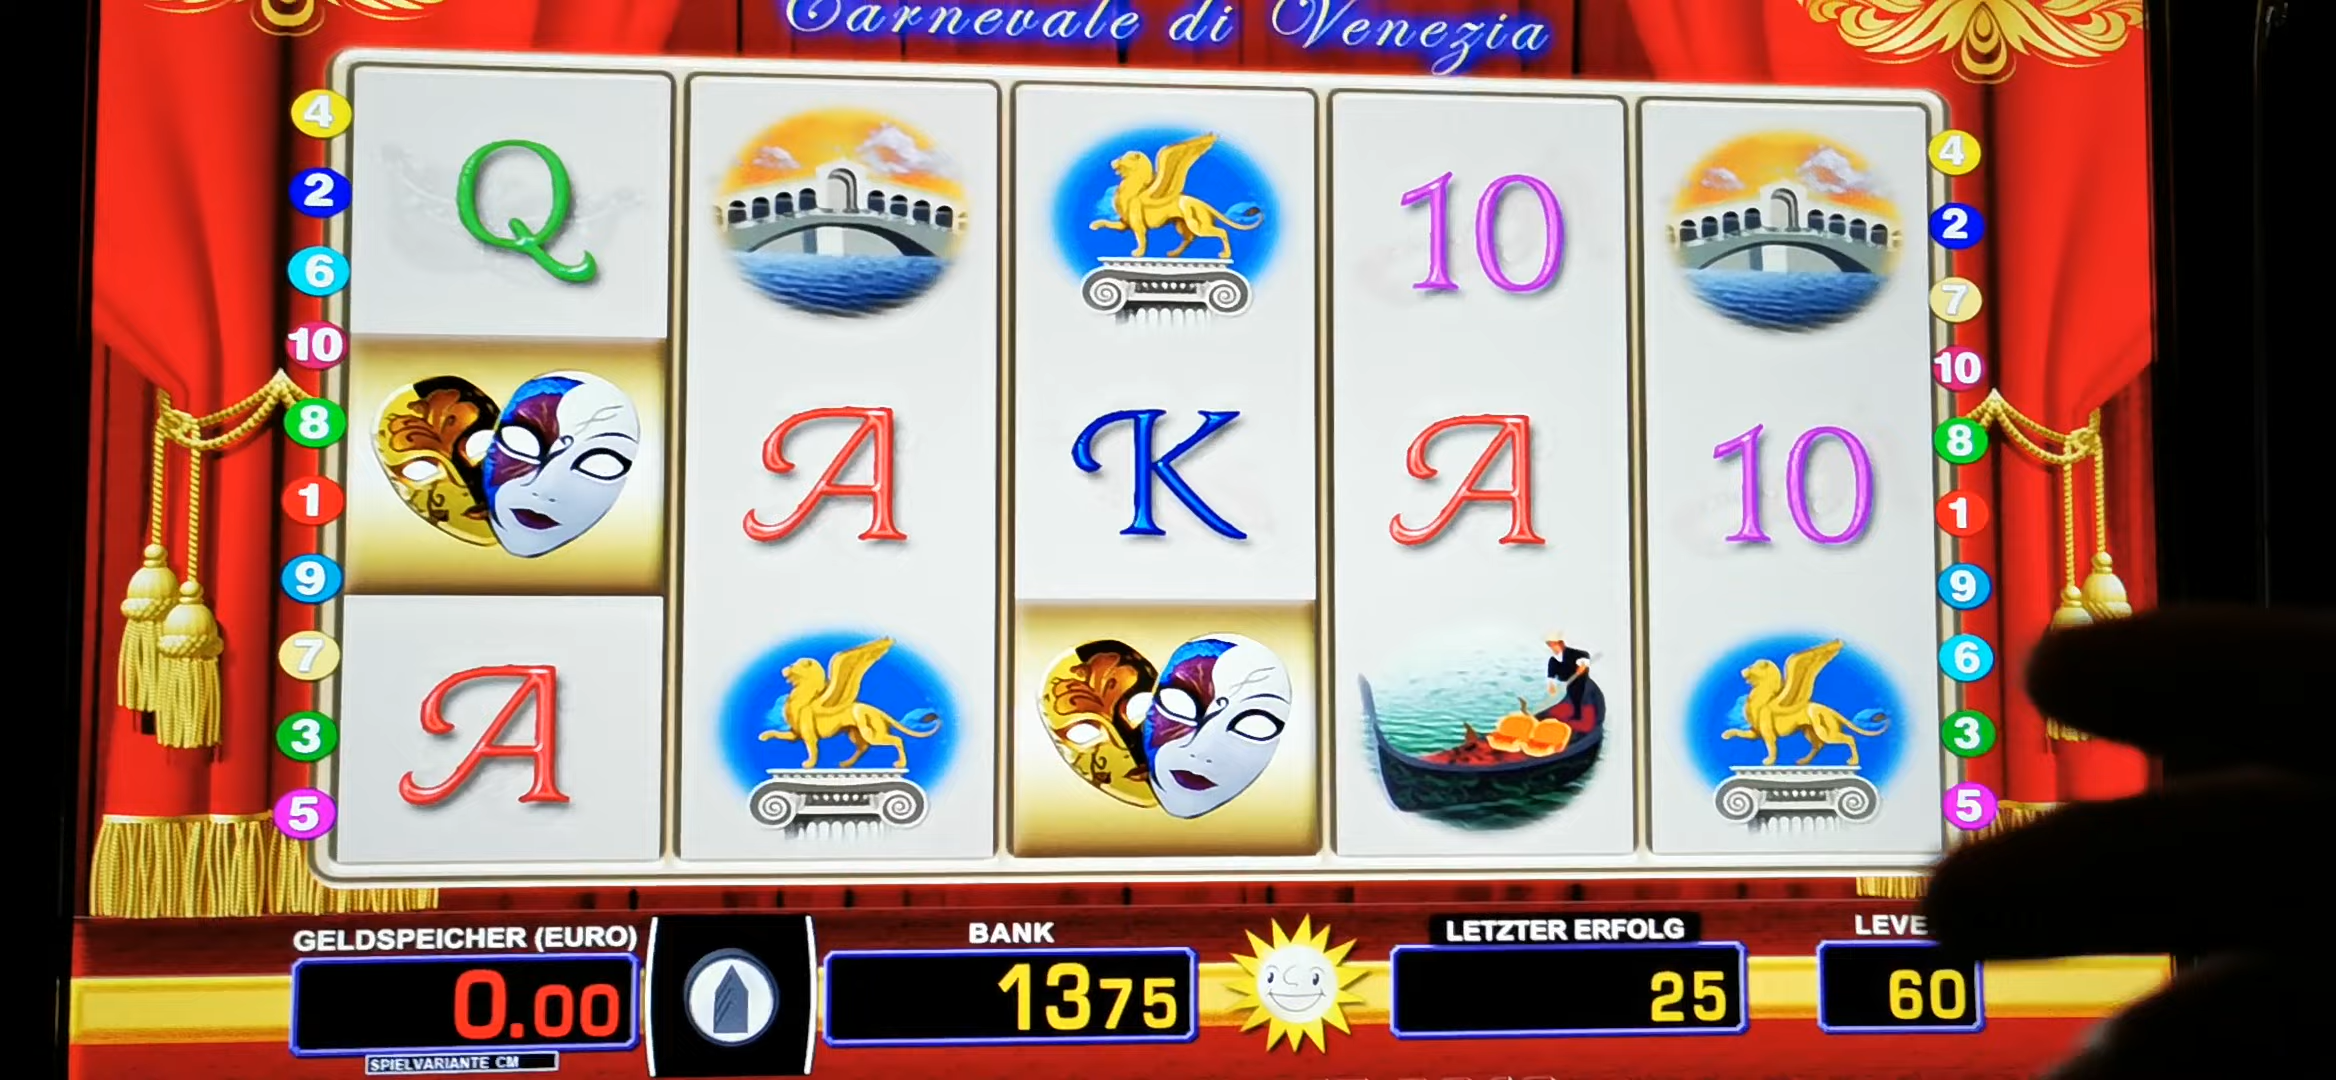 Carnevale di Venezia
4 Q 10 4
2 2
6 7
10 10
8 A K A 10 8
1 1
9 9
7 6
3 A 3
5 5
GELDSPEICHER (EURO) BANK LETZTER ERFOLG LEVE
0.00 1375 25 60
SPIELVARIANTE CM